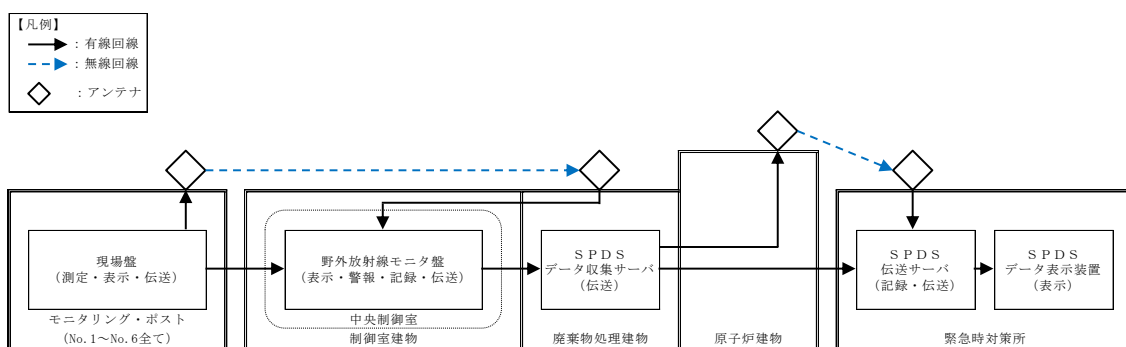 【凡例】
：有線回線
：無線回線
：アンテナ
現場盤
（測定・表示・伝送）
モニタリング・ポスト
（No.1～No.6全て）
野外放射線モニタ盤
（表示・警報・記録・伝送）
中央制御室
制御室建物
ＳＰＤＳ
データ収集サーバ
（伝送）
廃棄物処理建物
原子炉建物
ＳＰＤＳ
伝送サーバ
（記録・伝送）
ＳＰＤＳ
データ表示装置
（表示）
緊急時対策所